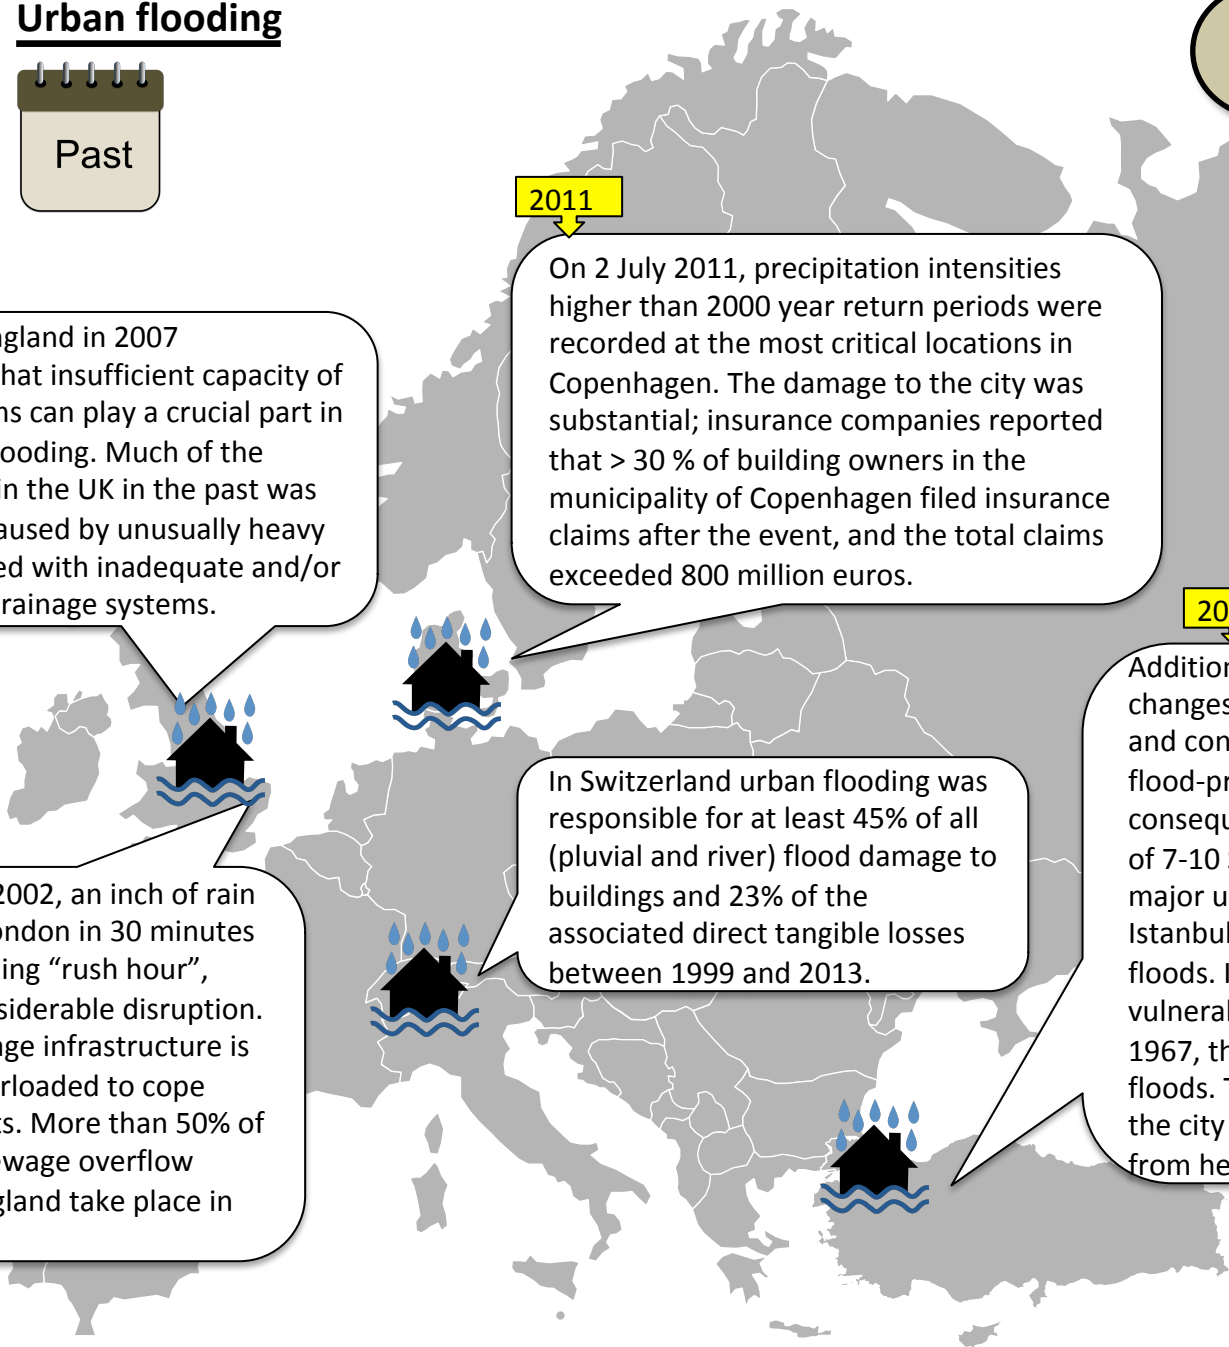 Urban flooding
Past
2011
On 2 July 2011, precipitation intensities
higher than 2000 year return periods were
recorded at the most critical locations in
Copenhagen. The damage to the city was
substantial; insurance companies reported
that > 30 % of building owners in the
municipality of Copenhagen filed insurance
claims after the event, and the total claims
exceeded 800 million euros.
in 2007
hat insufficient capacity of
ns can play a crucial part in
ooding. Much of the
in the UK in the past was
aused by unusually heavy
ed with inadequate and/or
rainage systems.
In Switzerland urban flooding was
responsible for at least 45% of all
(pluvial and river) flood damage to
buildings and 23% of the
associated direct tangible losses
between 1999 and 2013.
2002, an inch of rain
ondon in 30 minutes
ing “rush hour”,
siderable disruption.
age infrastructure is
rloaded to cope
ts. More than 50% of
ewage overflow
gland take place in
20
Addition
changes
and con
flood-pr
consequ
of 7-10
major u
Istanbul
floods. I
vulneral
1967, th
floods. T
the city
from he